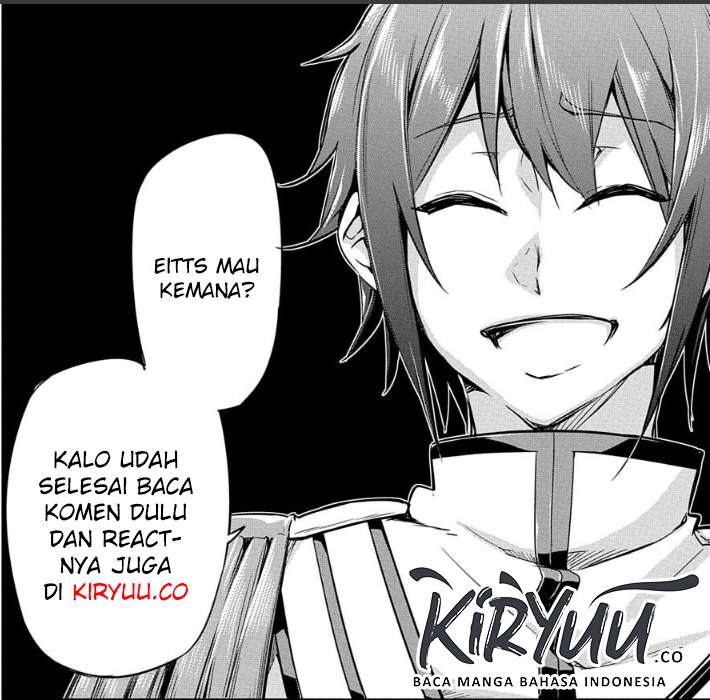 EITTS MAU
KEMANA?
KALO UDAH
SELESAI BACA
KOMEN DULU
DAN REACT-
NYA JUGA
DI KIRYUU.CO
KIRYUU.CO
BACA MANGA BAHASA INDONESIA